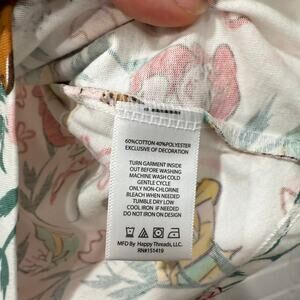 60%COTTON 40%POLYESTER
EXCLUSIVE OF DECORATION
TURN GARMENT INSIDE
OUT BEFORE WASHING
MACHINE WASH COLD
GENTLE CYCLE
ONLY NON-CHLORINE
BLEACH WHEN NEEDED
TUMBLE DRY LOW
COOL IRON IF NEEDED
DO NOT IRON ON DESIGN
MFG By Happy Threads, LLC.
RN#151419